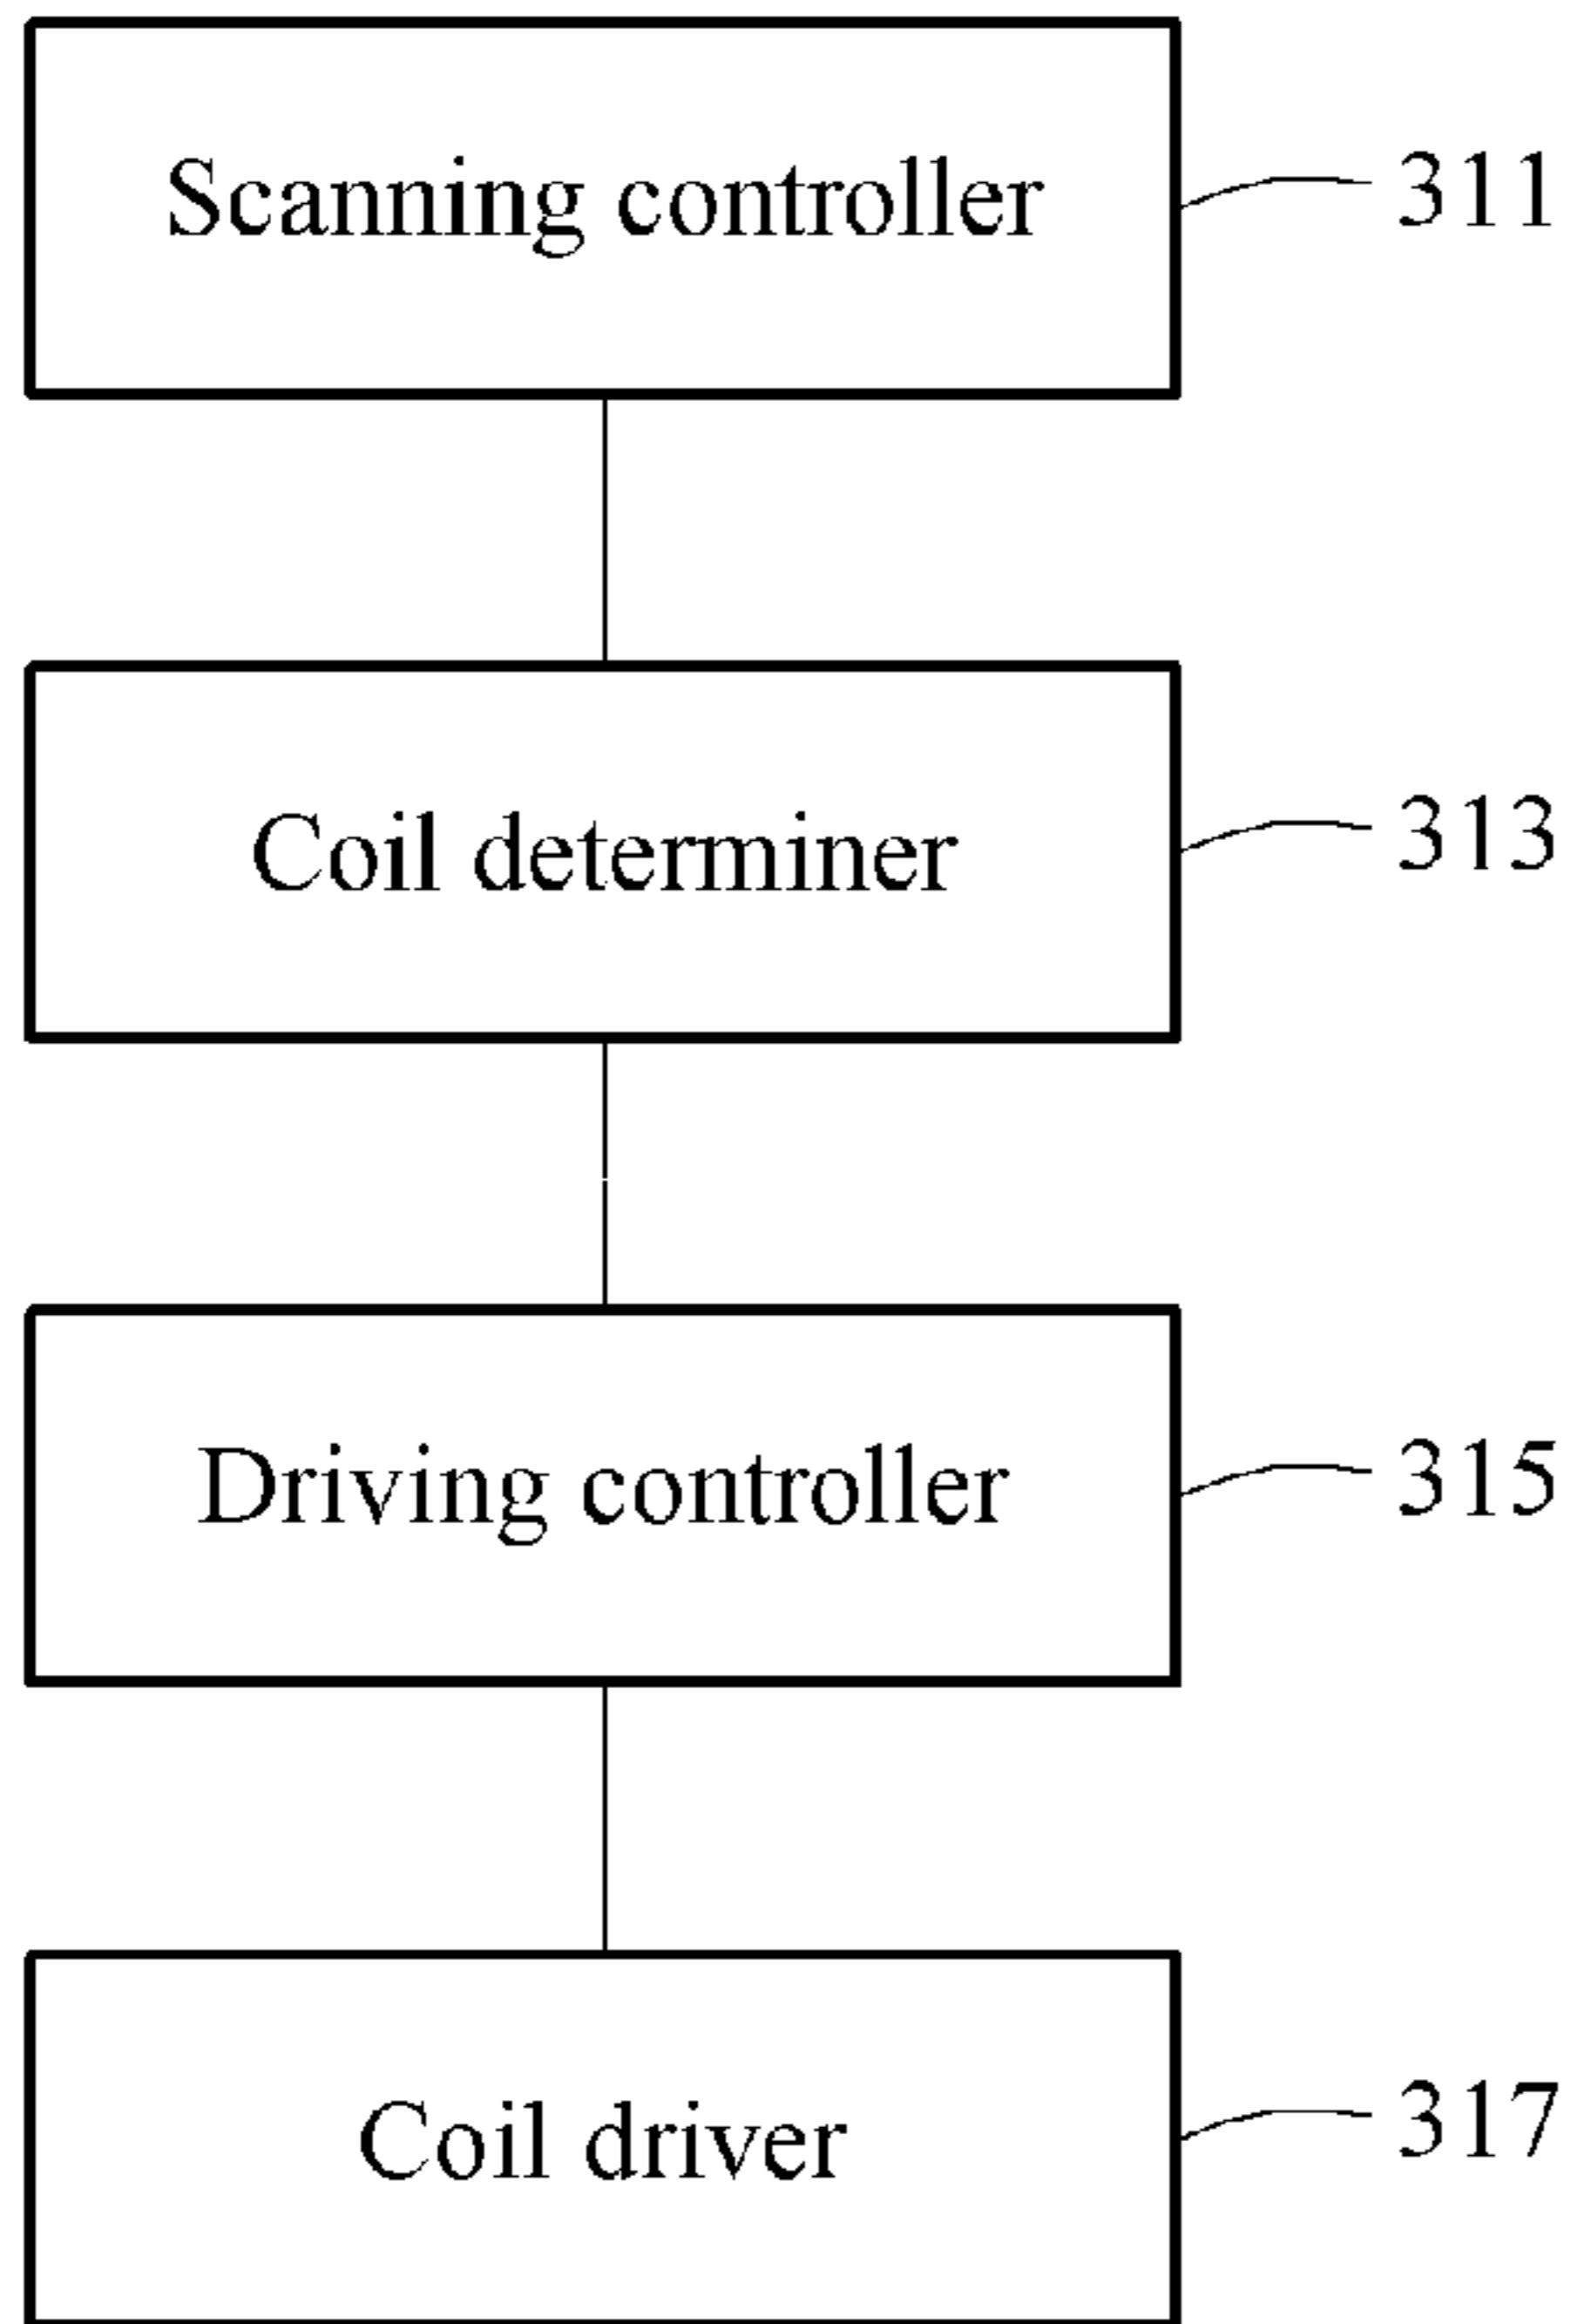 Scanning controller 311
Coil determiner 313
Driving controller 315
Coil driver 317